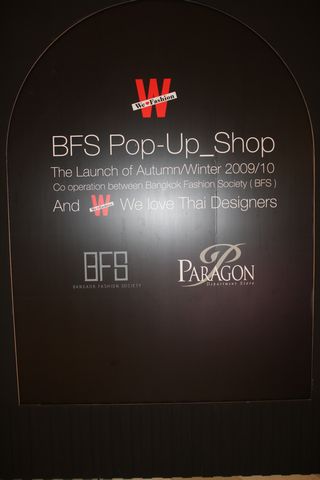 W
We ♥ Fashion
BFS Pop-Up_Shop
The Launch of Autumn/Winter 2009/10
Co operation between Bangkok Fashion Society ( BFS )
And W We love Thai Designers
BFS
BANGKOK FASHION SOCIETY
P
PARAGON
Department Store